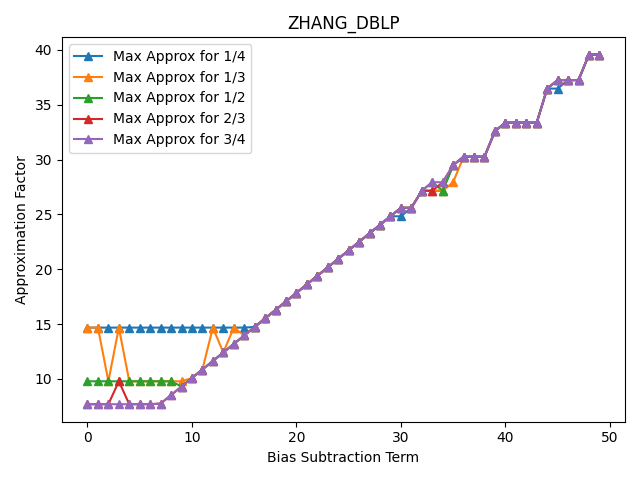 ZHANG_DBLP
Max Approx for 1/4
Max Approx for 1/3
Max Approx for 1/2
Max Approx for 2/3
Max Approx for 3/4
Approximation Factor
40
35
30
25
20
15
10
0 10 20 30 40 50
Bias Subtraction Term